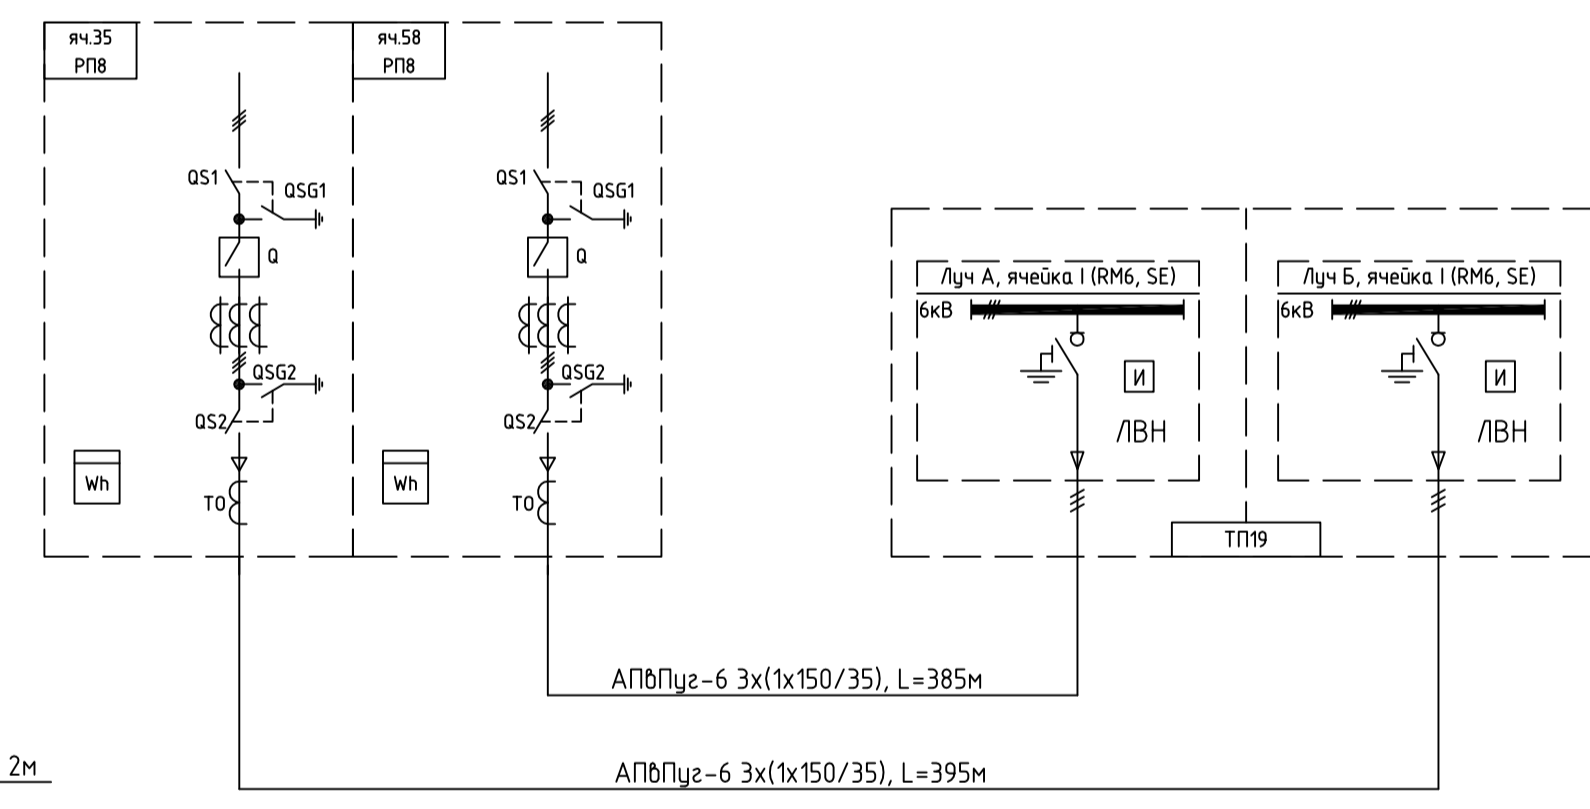 яч.35
РП8
QS1
QSG1
Q
QSG2
QS2
Wh
ТО
яч.58
РП8
QS1
QSG1
Q
QSG2
QS2
Wh
ТО
Луч А, ячейка I (RM6, SE)
6кВ
И
ЛВН
Луч Б, ячейка I (RM6, SE)
6кВ
И
ЛВН
ТП19
АПвПуг-6 3х(1х150/35), L=385м
2м
АПвПуг-6 3х(1х150/35), L=395м